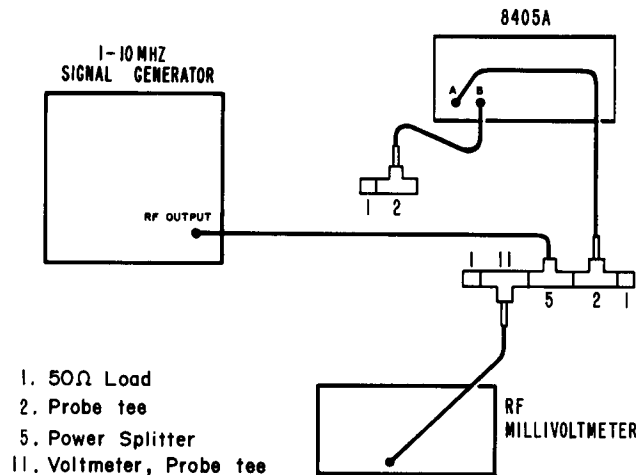 8405A
1-10 MHZ
SIGNAL GENERATOR
A B
RF OUTPUT
1 2
1 11 5 2 1
1. 50Ω Load
2. Probe tee
5. Power Splitter
11. Voltmeter, Probe tee
RF
MILLIVOLTMETER